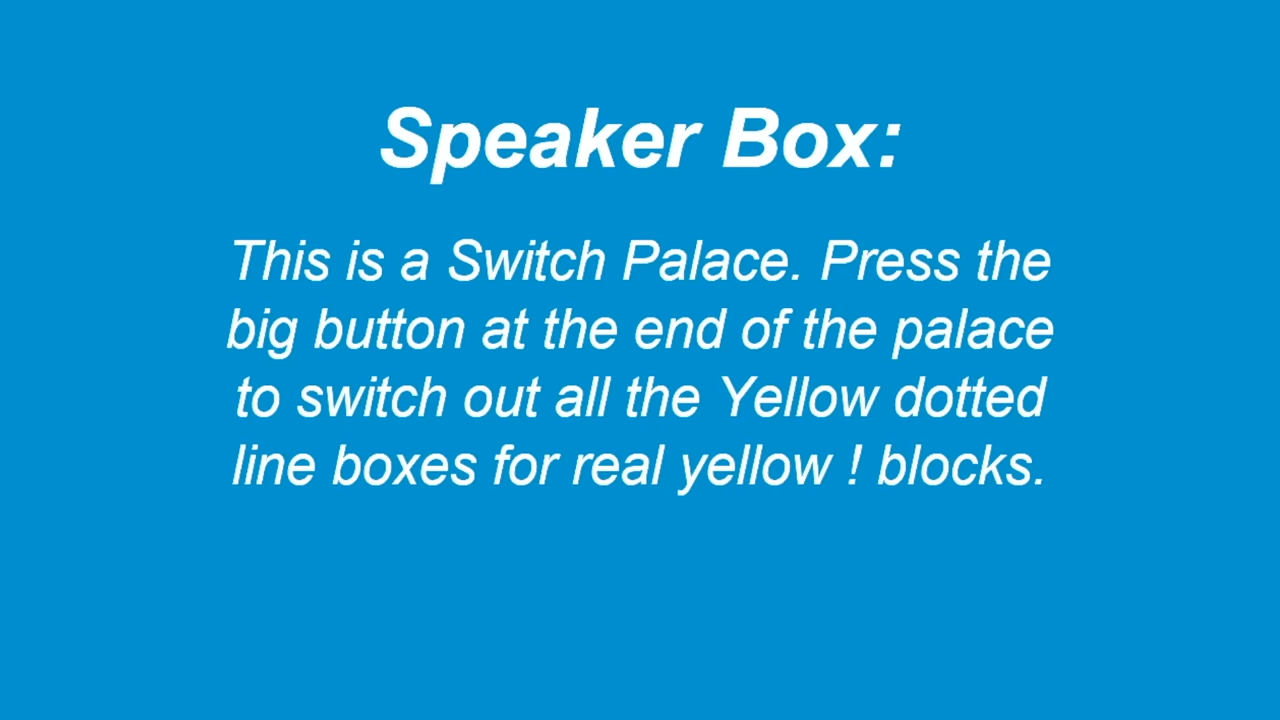 Speaker Box:
This is a Switch Palace. Press the
big button at the end of the palace
to switch out all the Yellow dotted
line boxes for real yellow ! blocks.